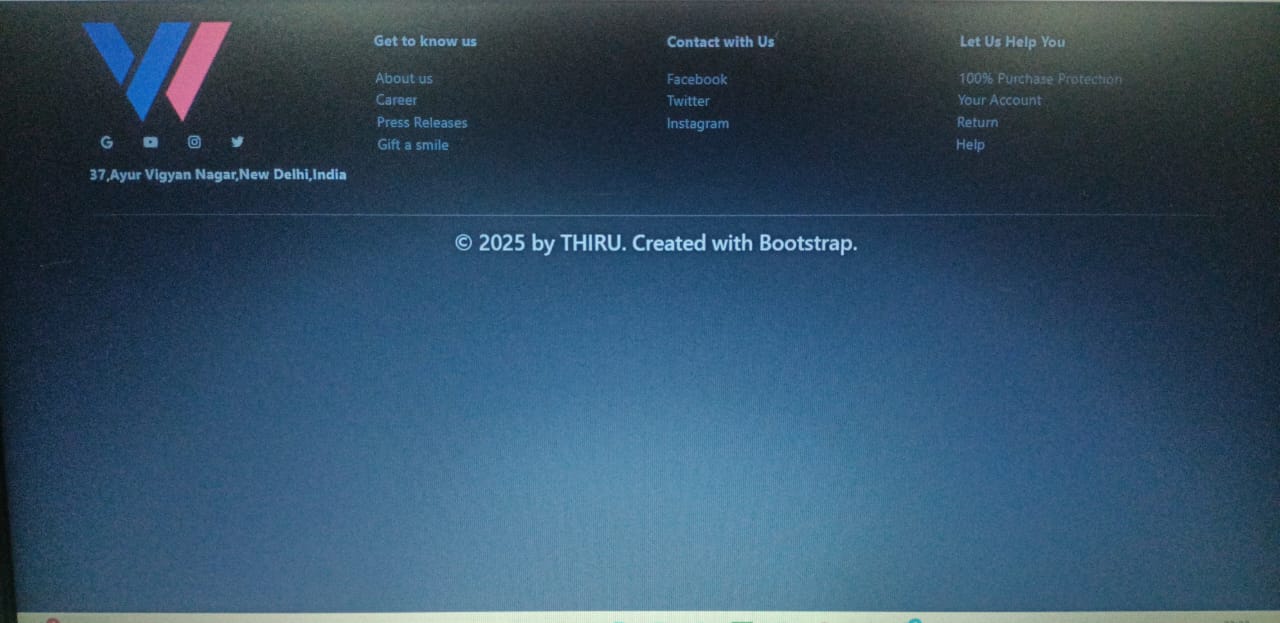 Get to know us
About us
Career
Press Releases
Gift a smile
Contact with Us
Facebook
Twitter
Instagram
Let Us Help You
100% Purchase Protection
Your Account
Return
Help
37,Ayur Vigyan Nagar,New Delhi,India
© 2025 by THIRU. Created with Bootstrap.